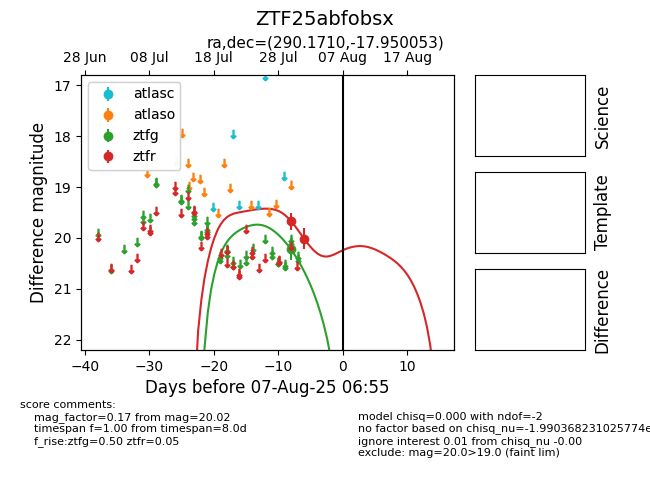 ZTF25abfobsx
ra,dec=(290.1710,-17.950053)
28 Jun 08 Jul 18 Jul 28 Jul 07 Aug 17 Aug
17
18
19
20
21
22
Difference magnitude
atlasc
atlaso
ztfg
ztfr
−40 −30 −20 −10 0 10
Days before 07-Aug-25 06:55
Science
Template
Difference
score comments:
mag_factor=0.17 from mag=20.02
timespan f=1.00 from timespan=8.0d
f_rise:ztfg=0.50 ztfr=0.05
model chisq=0.000 with ndof=-2
no factor based on chisq_nu=-1.990368231025774e
ignore interest 0.01 from chisq_nu -0.00
exclude: mag=20.0>19.0 (faint lim)